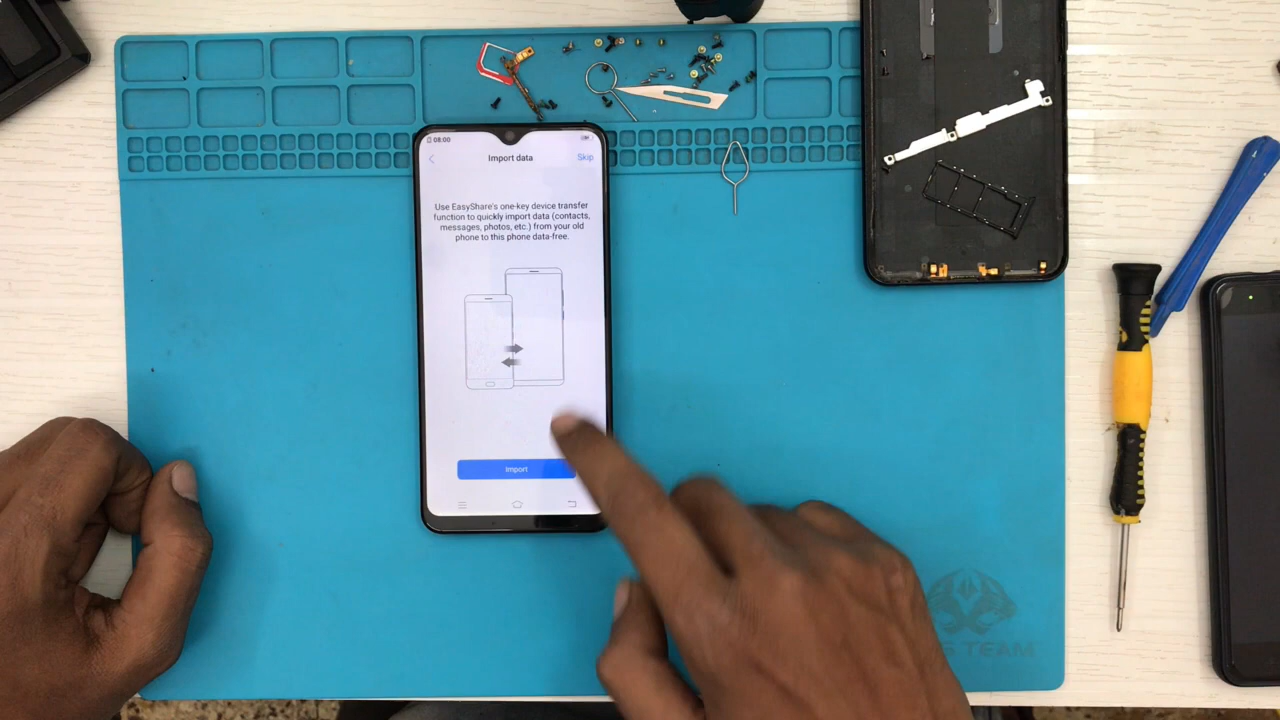 08:00
Import data
Skip
Use EasyShare's one-key device transfer
function to quickly import data (contacts,
messages, photos, etc.) from your old
phone to this phone data-free.
Import
TEAM